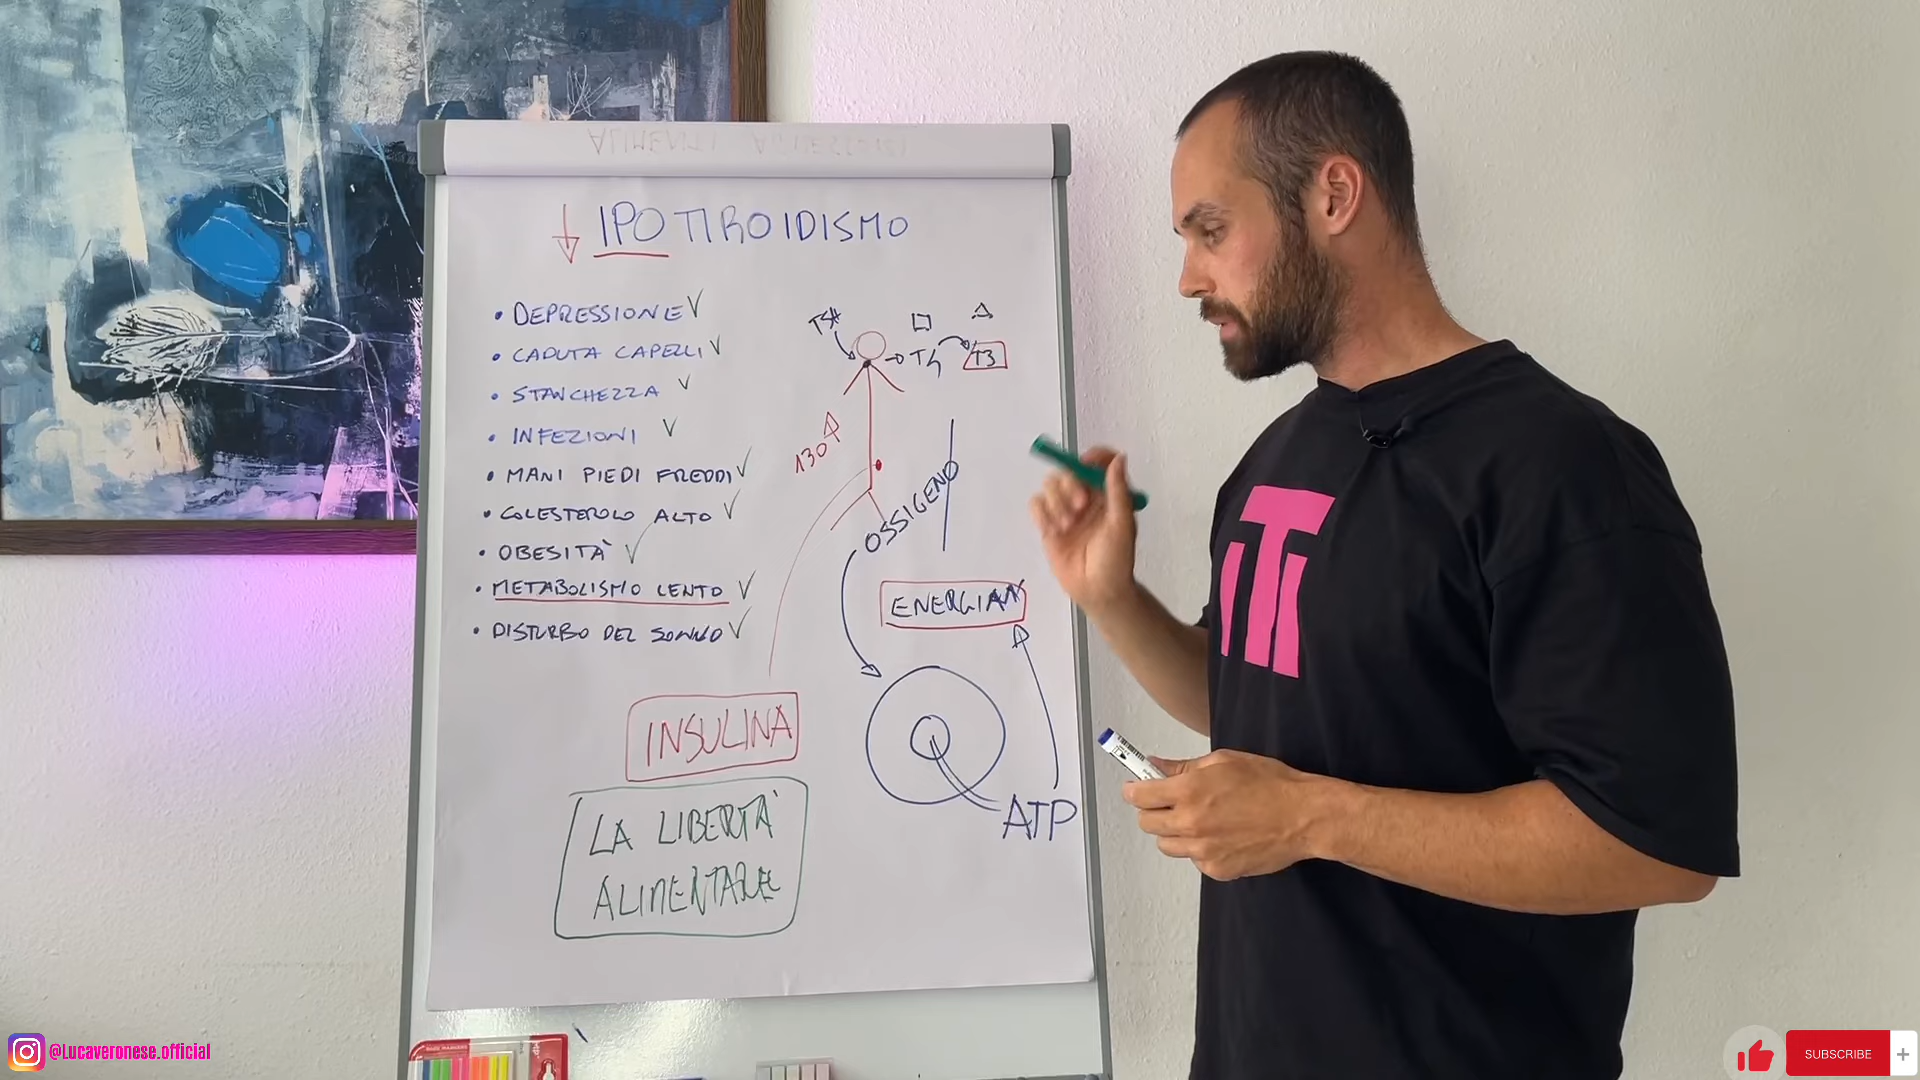 IPOTIROIDISMO
• DEPRESSIONE
• CADUTA CAPELLI
• STANCHEZZA
• INFEZIONI
• MANI PIEDI FREDDI
• COLESTEROLO ALTO
• OBESITÀ
• METABOLISMO LENTO
• DISTURBO DEL SONNO
TSH
T4
T3
130
OSSIGENO
ENERGIA
ATP
INSULINA
LA LIBERTÀ
ALIMENTARE
@Lucaveronese.official
SUBSCRIBE